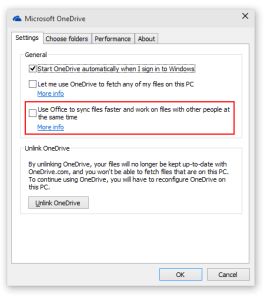 Microsoft OneDrive
Settings Choose folders Performance About
General
Start OneDrive automatically when I sign in to Windows
Let me use OneDrive to fetch any of my files on this PC
More info
Use Office to sync files faster and work on files with other people at
the same time
More info
Unlink OneDrive
By unlinking OneDrive, your files will no longer be kept up-to-date with
OneDrive.com, and you won't be able to fetch files that are on this PC.
To continue using OneDrive, you will have to reconfigure OneDrive on
this PC.
Unlink OneDrive
OK Cancel